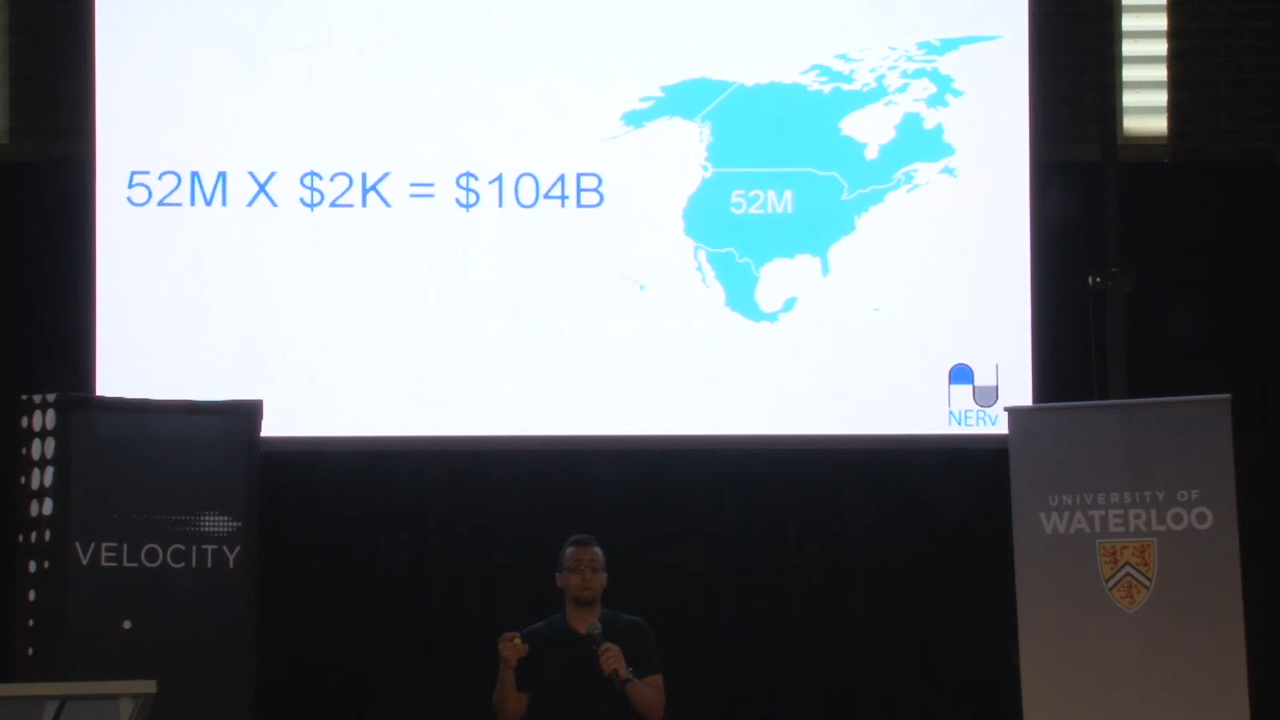 52M X $2K = $104B
52M
NERv
VELOCITY
UNIVERSITY OF
WATERLOO